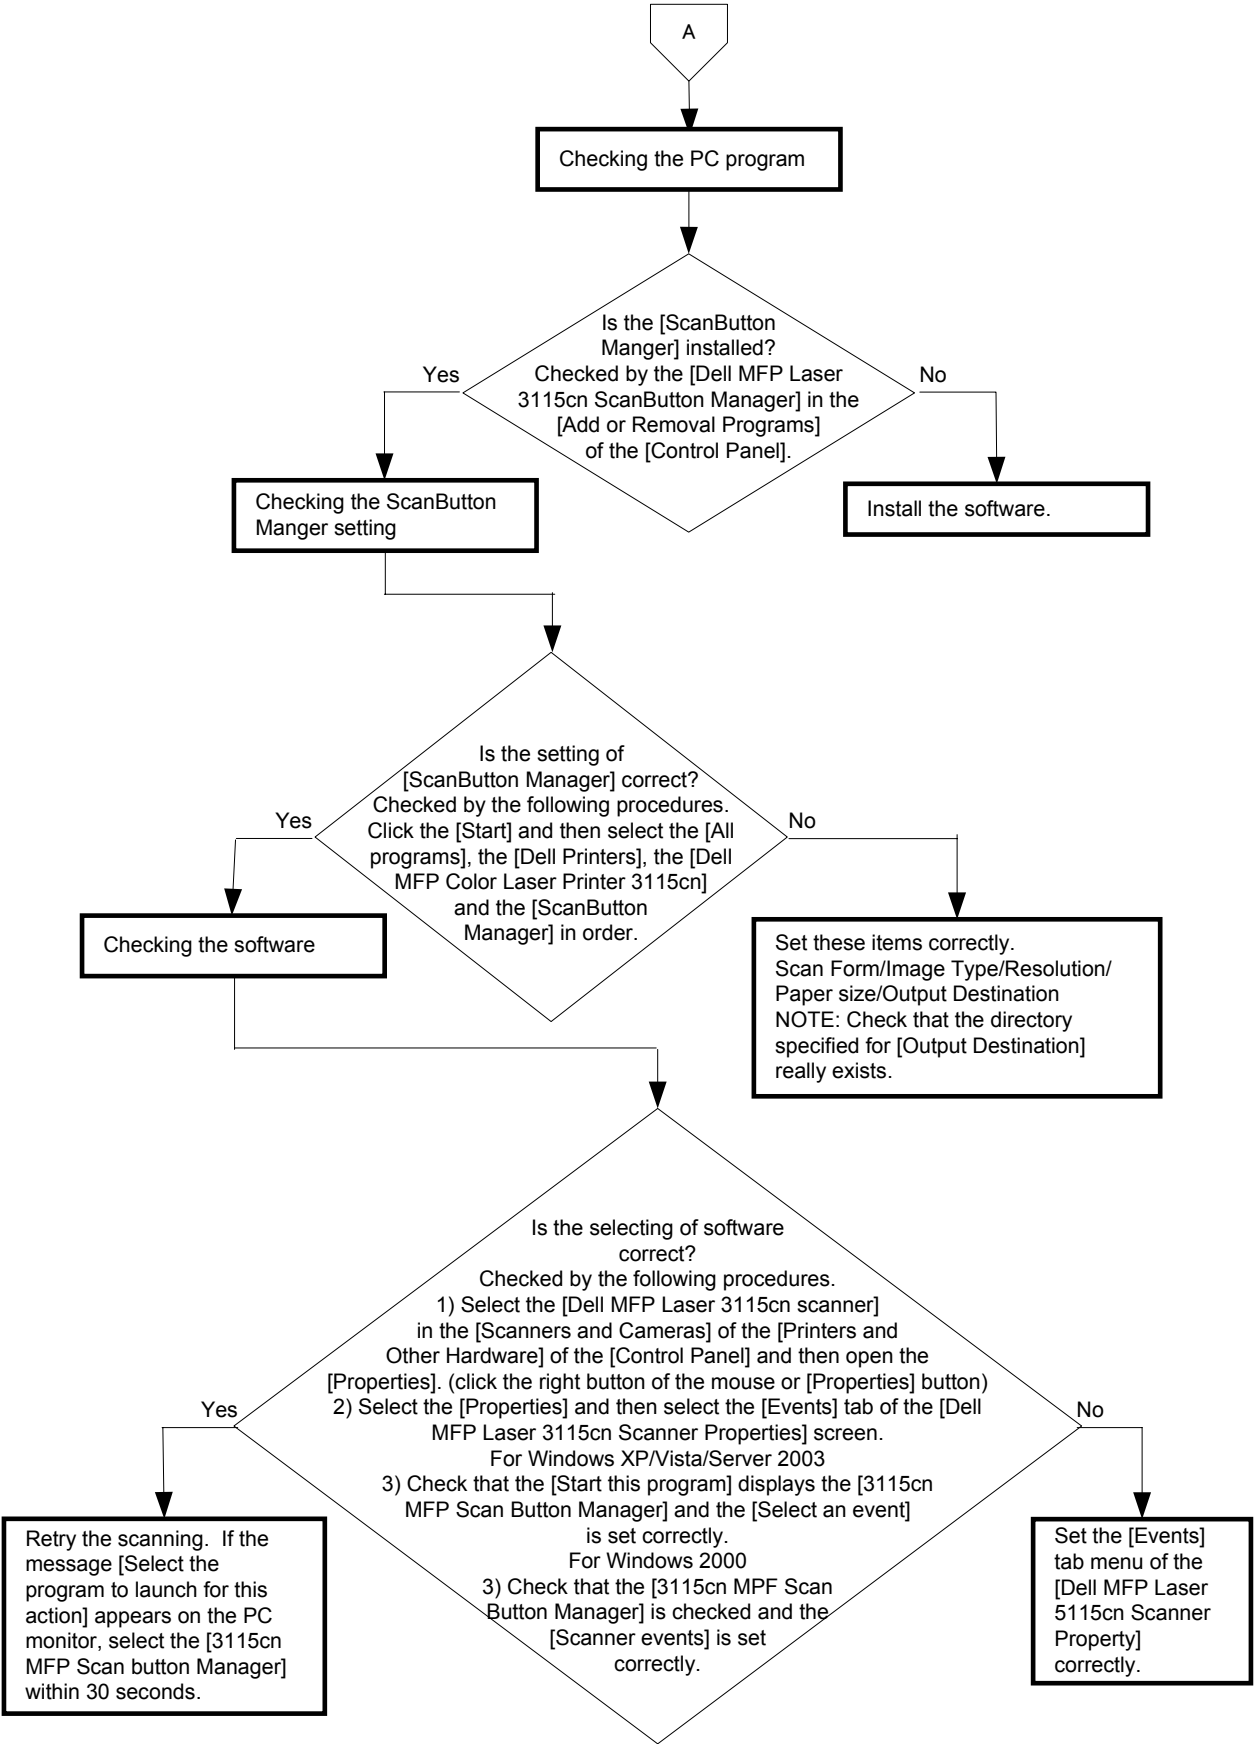 A
Checking the PC program
Is the [ScanButton
Manger] installed?
Checked by the [Dell MFP Laser
3115cn ScanButton Manager] in the
[Add or Removal Programs]
of the [Control Panel].
Yes
No
Checking the ScanButton
Manger setting
Install the software.
Is the setting of
[ScanButton Manager] correct?
Checked by the following procedures.
Click the [Start] and then select the [All
programs], the [Dell Printers], the [Dell
MFP Color Laser Printer 3115cn]
and the [ScanButton
Manager] in order.
Yes
No
Checking the software
Set these items correctly.
Scan Form/Image Type/Resolution/
Paper size/Output Destination
NOTE: Check that the directory
specified for [Output Destination]
really exists.
Is the selecting of software
correct?
Checked by the following procedures.
1) Select the [Dell MFP Laser 3115cn scanner]
in the [Scanners and Cameras] of the [Printers and
Other Hardware] of the [Control Panel] and then open the
[Properties]. (click the right button of the mouse or [Properties] button)
2) Select the [Properties] and then select the [Events] tab of the [Dell
MFP Laser 3115cn Scanner Properties] screen.
For Windows XP/Vista/Server 2003
3) Check that the [Start this program] displays the [3115cn
MFP Scan Button Manager] and the [Select an event]
is set correctly.
For Windows 2000
3) Check that the [3115cn MPF Scan
Button Manager] is checked and the
[Scanner events] is set
correctly.
Yes
No
Retry the scanning.  If the
message [Select the
program to launch for this
action] appears on the PC
monitor, select the [3115cn
MFP Scan button Manager]
within 30 seconds.
Set the [Events]
tab menu of the
[Dell MFP Laser
5115cn Scanner
Property]
correctly.